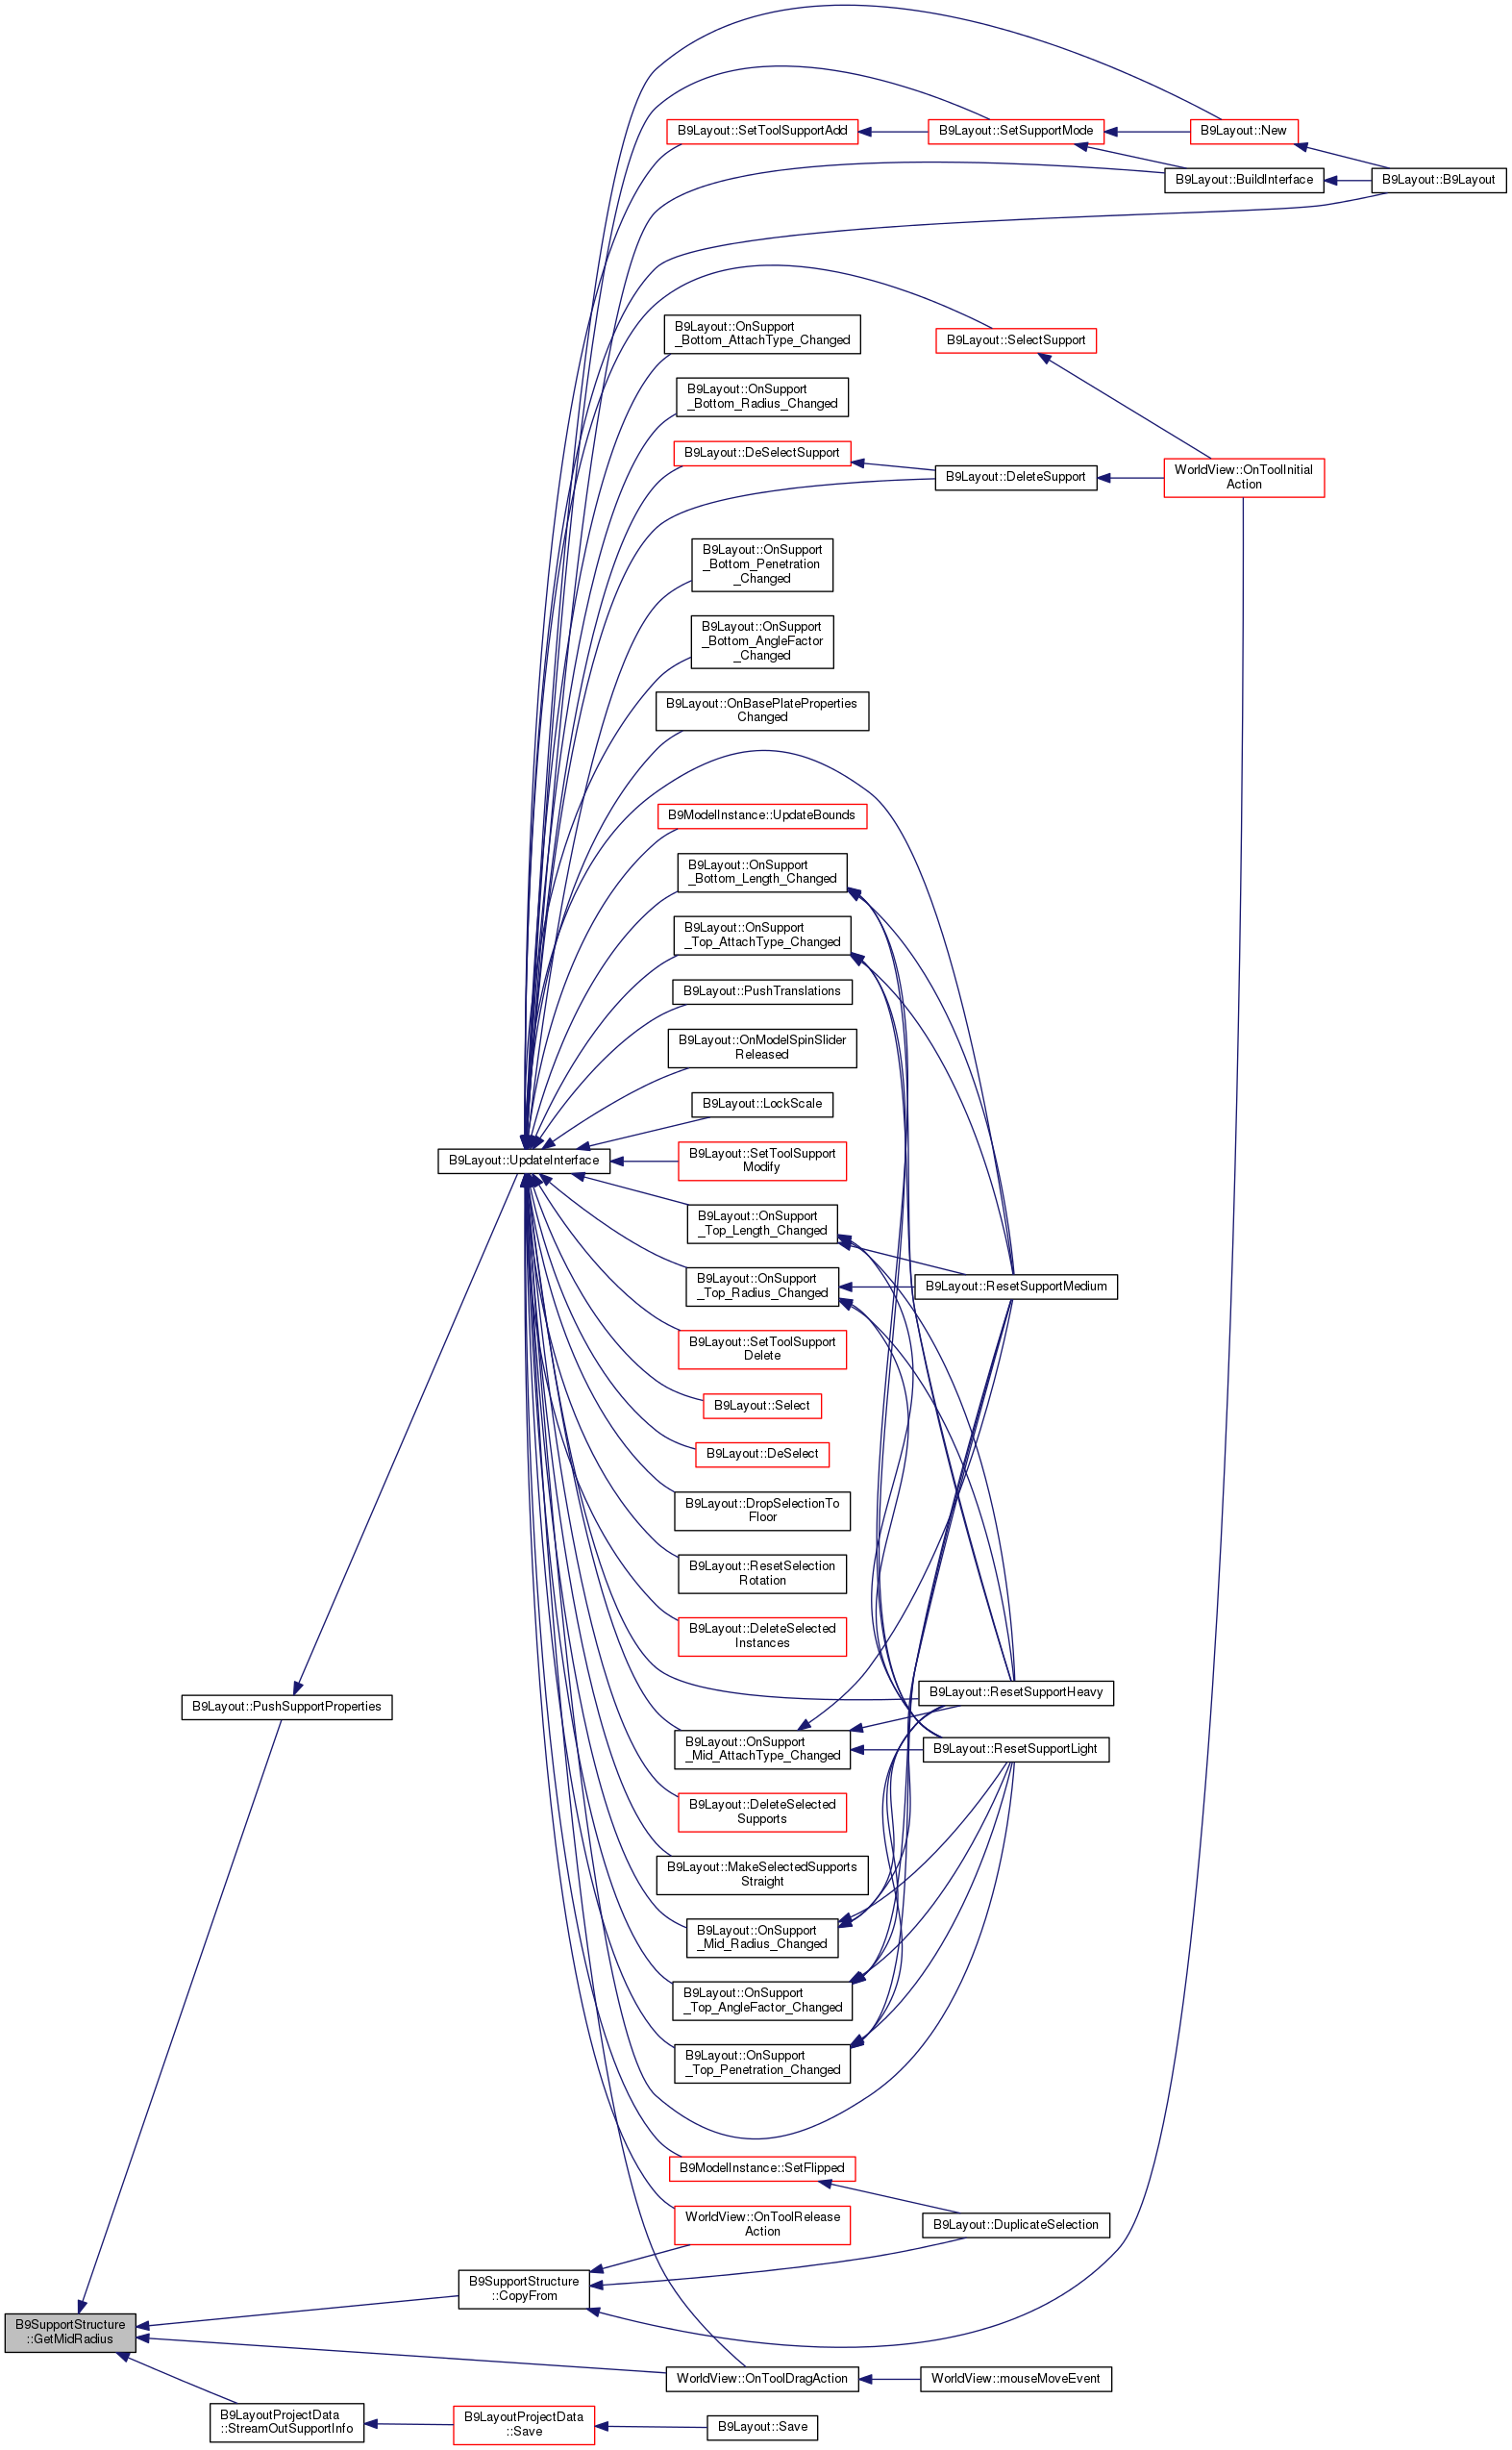 B9Layout::SetToolSupportAdd
B9Layout::SetSupportMode
B9Layout::New
B9Layout::BuildInterface
B9Layout::B9Layout
B9Layout::OnSupport
_Bottom_AttachType_Changed
B9Layout::SelectSupport
B9Layout::OnSupport
_Bottom_Radius_Changed
B9Layout::DeSelectSupport
B9Layout::DeleteSupport
WorldView::OnToolInitial
Action
B9Layout::OnSupport
_Bottom_Penetration
_Changed
B9Layout::OnSupport
_Bottom_AngleFactor
_Changed
B9Layout::OnBasePlateProperties
Changed
B9ModelInstance::UpdateBounds
B9Layout::OnSupport
_Bottom_Length_Changed
B9Layout::OnSupport
_Top_AttachType_Changed
B9Layout::PushTranslations
B9Layout::OnModelSpinSlider
Released
B9Layout::LockScale
B9Layout::UpdateInterface
B9Layout::SetToolSupport
Modify
B9Layout::OnSupport
_Top_Length_Changed
B9Layout::OnSupport
_Top_Radius_Changed
B9Layout::ResetSupportMedium
B9Layout::SetToolSupport
Delete
B9Layout::Select
B9Layout::DeSelect
B9Layout::DropSelectionTo
Floor
B9Layout::ResetSelection
Rotation
B9Layout::DeleteSelected
Instances
B9Layout::PushSupportProperties
B9Layout::ResetSupportHeavy
B9Layout::OnSupport
_Mid_AttachType_Changed
B9Layout::ResetSupportLight
B9Layout::DeleteSelected
Supports
B9Layout::MakeSelectedSupports
Straight
B9Layout::OnSupport
_Mid_Radius_Changed
B9Layout::OnSupport
_Top_AngleFactor_Changed
B9Layout::OnSupport
_Top_Penetration_Changed
B9ModelInstance::SetFlipped
WorldView::OnToolRelease
Action
B9Layout::DuplicateSelection
B9SupportStructure
::CopyFrom
B9SupportStructure
::GetMidRadius
WorldView::OnToolDragAction
WorldView::mouseMoveEvent
B9LayoutProjectData
::StreamOutSupportInfo
B9LayoutProjectData
::Save
B9Layout::Save